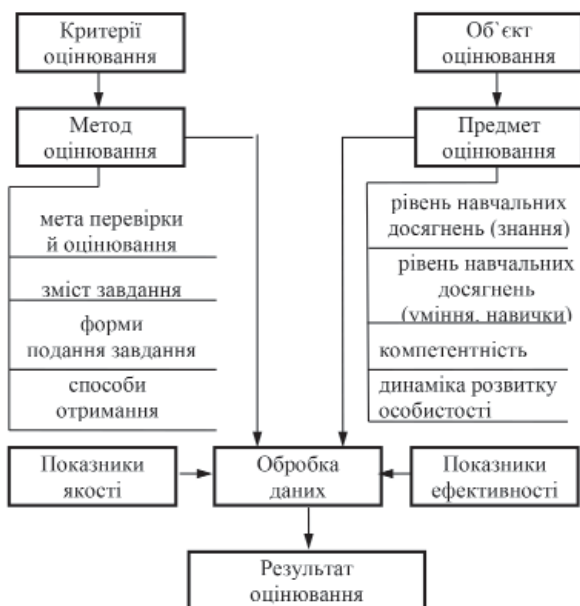 Критерії
оцінювання
Об`єкт
оцінювання
Метод
оцінювання
Предмет
оцінювання
мета перевірки
й оцінювання
зміст завдання
форми
подання завдання
способи
отримання
рівень навчальних
досягнень (знання)
рівень навчальних
досягнень
(уміння, навички)
компетентність
динаміка розвитку
особистості
Показники
якості
Обробка
даних
Показники
ефективності
Результат
оцінювання